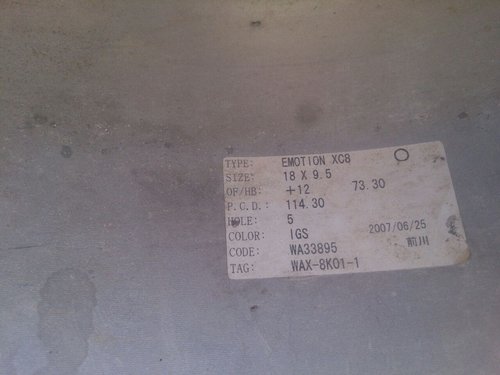 TYPE: EMOTION XC8
SIZE: 18 X 9.5
OF/HB: +12 73.30
P.C.D.: 114.30
HOLE: 5
COLOR: IGS 2007/06/25
CODE: WA33895
TAG: WAX-8K01-1